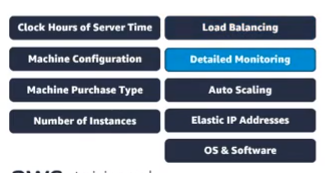 Clock Hours of Server Time
Machine Configuration
Machine Purchase Type
Number of Instances
Load Balancing
Detailed Monitoring
Auto Scaling
Elastic IP Addresses
OS & Software